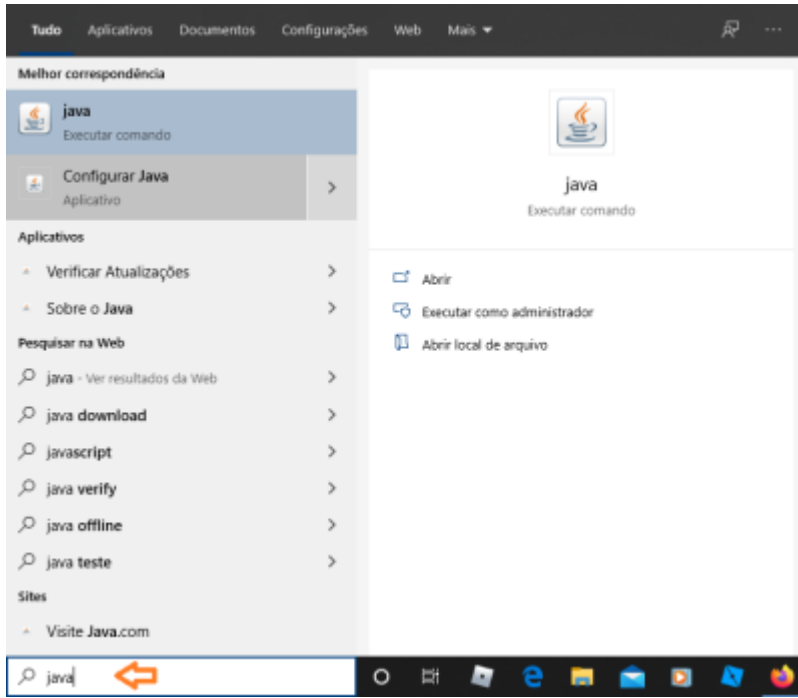 Tudo Aplicativos Documentos Configurações Web Mais
Melhor correspondência
java
Executar comando
Configurar Java
Aplicativo
Aplicativos
Verificar Atualizações
Sobre o Java
Pesquisar na Web
java - Ver resultados da Web
java download
javascript
java verify
java offline
java teste
Sites
Visite Java.com
java
java
Executar comando
Abrir
Executar como administrador
Abrir local de arquivo